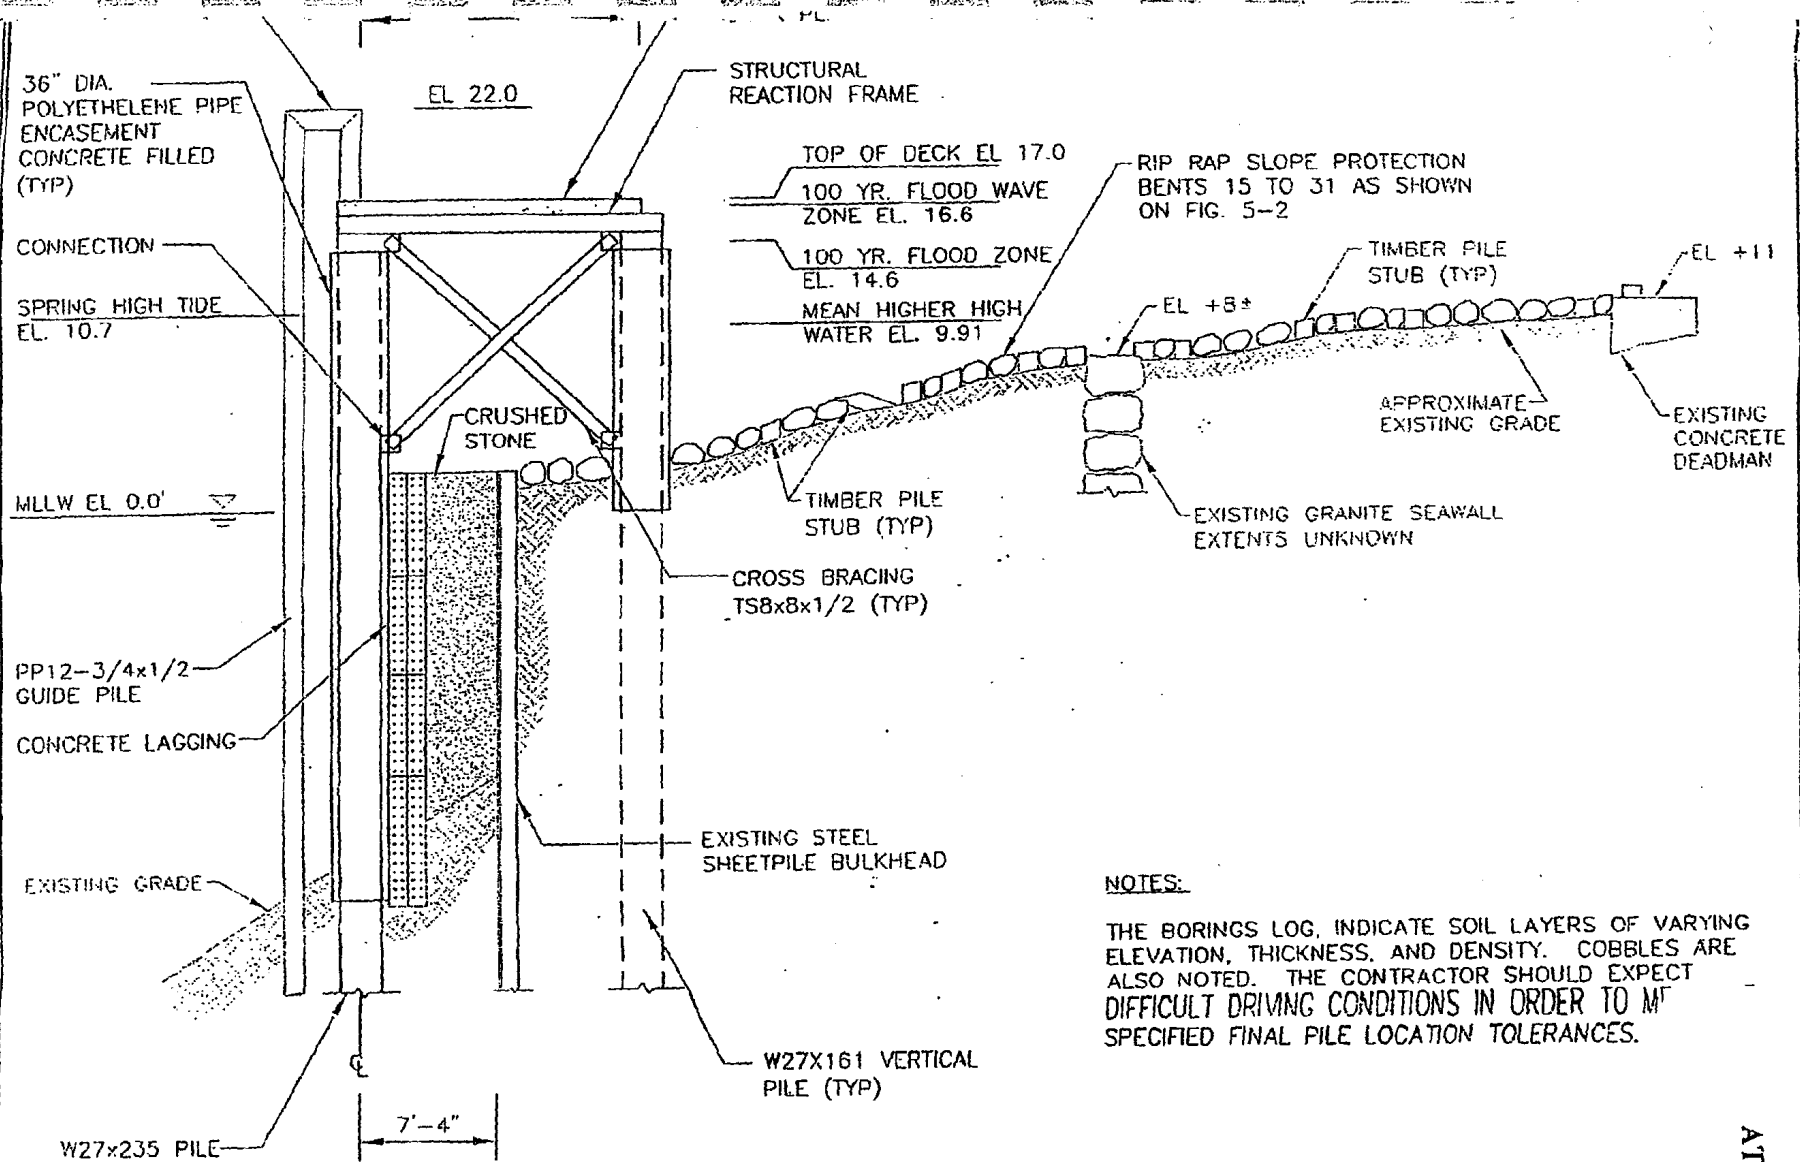 PL.
36" DIA.
POLYETHELENE PIPE
ENCASEMENT
CONCRETE FILLED
(TYP)
EL 22.0
STRUCTURAL
REACTION FRAME
TOP OF DECK EL 17.0
100 YR. FLOOD WAVE
ZONE EL. 16.6
100 YR. FLOOD ZONE
EL. 14.6
MEAN HIGHER HIGH
WATER EL. 9.91
RIP RAP SLOPE PROTECTION
BENTS 15 TO 31 AS SHOWN
ON FIG. 5-2
TIMBER PILE
STUB (TYP)
EL +11
EL +8±
CONNECTION
SPRING HIGH TIDE
EL. 10.7
CRUSHED
STONE
APPROXIMATE
EXISTING GRADE
EXISTING
CONCRETE
DEADMAN
MLLW EL 0.0'
TIMBER PILE
STUB (TYP)
EXISTING GRANITE SEAWALL
EXTENTS UNKNOWN
CROSS BRACING
TS8x8x1/2 (TYP)
PP12-3/4x1/2
GUIDE PILE
CONCRETE LAGGING
EXISTING STEEL
SHEETPILE BULKHEAD
EXISTING GRADE
NOTES:
THE BORINGS LOG, INDICATE SOIL LAYERS OF VARYING
ELEVATION, THICKNESS, AND DENSITY. COBBLES ARE
ALSO NOTED. THE CONTRACTOR SHOULD EXPECT
DIFFICULT DRIVING CONDITIONS IN ORDER TO
SPECIFIED FINAL PILE LOCATION TOLERANCES.
W27X161 VERTICAL
PILE (TYP)
℄
7'-4"
W27x235 PILE
AT